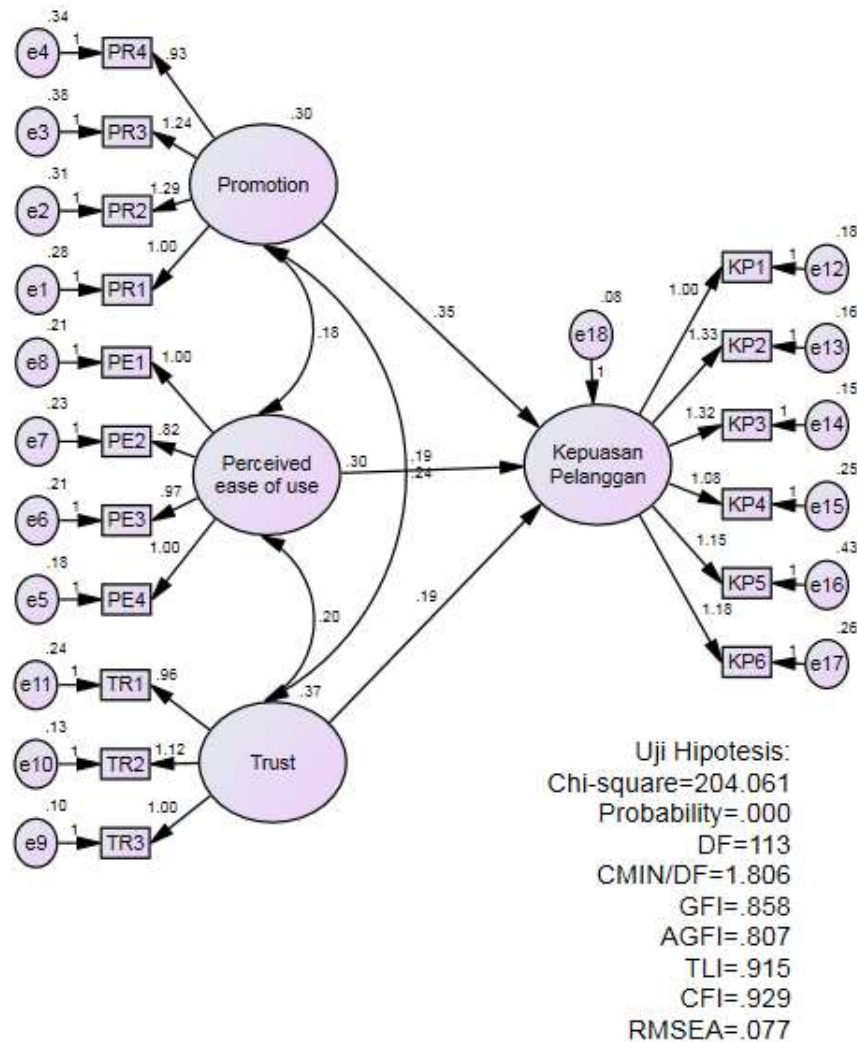 .34
e4 1 PR4 .93
.38
e3 1 PR3 1.24
.31
e2 1 PR2 1.29
.28
e1 1 PR1 1.00
.30
Promotion
.21
e8 1 PE1 1.00
.23
e7 1 PE2 .82
.21
e6 1 PE3 .97
.18
e5 1 PE4 1.00
.30
Perceived
ease of use
.24
e11 1 TR1 .96
.13
e10 1 TR2 1.12
.10
e9 1 TR3 1.00
.37
Trust
.18
.24
.20
.35
.19
.19
.08
e18
1
Kepuasan
Pelanggan
.18
1.00 KP1 1 e12
.16
1.33 KP2 1 e13
.15
1.32 KP3 1 e14
.25
1.08 KP4 1 e15
.43
1.15 KP5 1 e16
.26
1.18 KP6 1 e17
Uji Hipotesis:
Chi-square=204.061
Probability=.000
DF=113
CMIN/DF=1.806
GFI=.858
AGFI=.807
TLI=.915
CFI=.929
RMSEA=.077